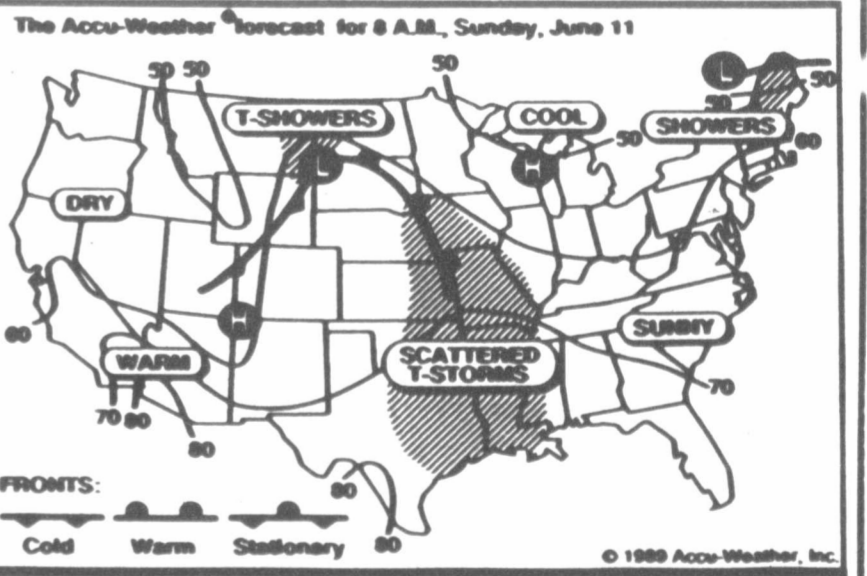 The Accu-Weather ® forecast for 8 A.M., Sunday, June 11
50
50
50
L
50
50
T-SHOWERS
COOL
SHOWERS
50
60
L
H
DRY
H
SUNNY
60
WARM
SCATTERED
T-STORMS
70
70
80
80
80
80
FRONTS:
Cold
Warm
Stationary
© 1989 Accu-Weather, Inc.